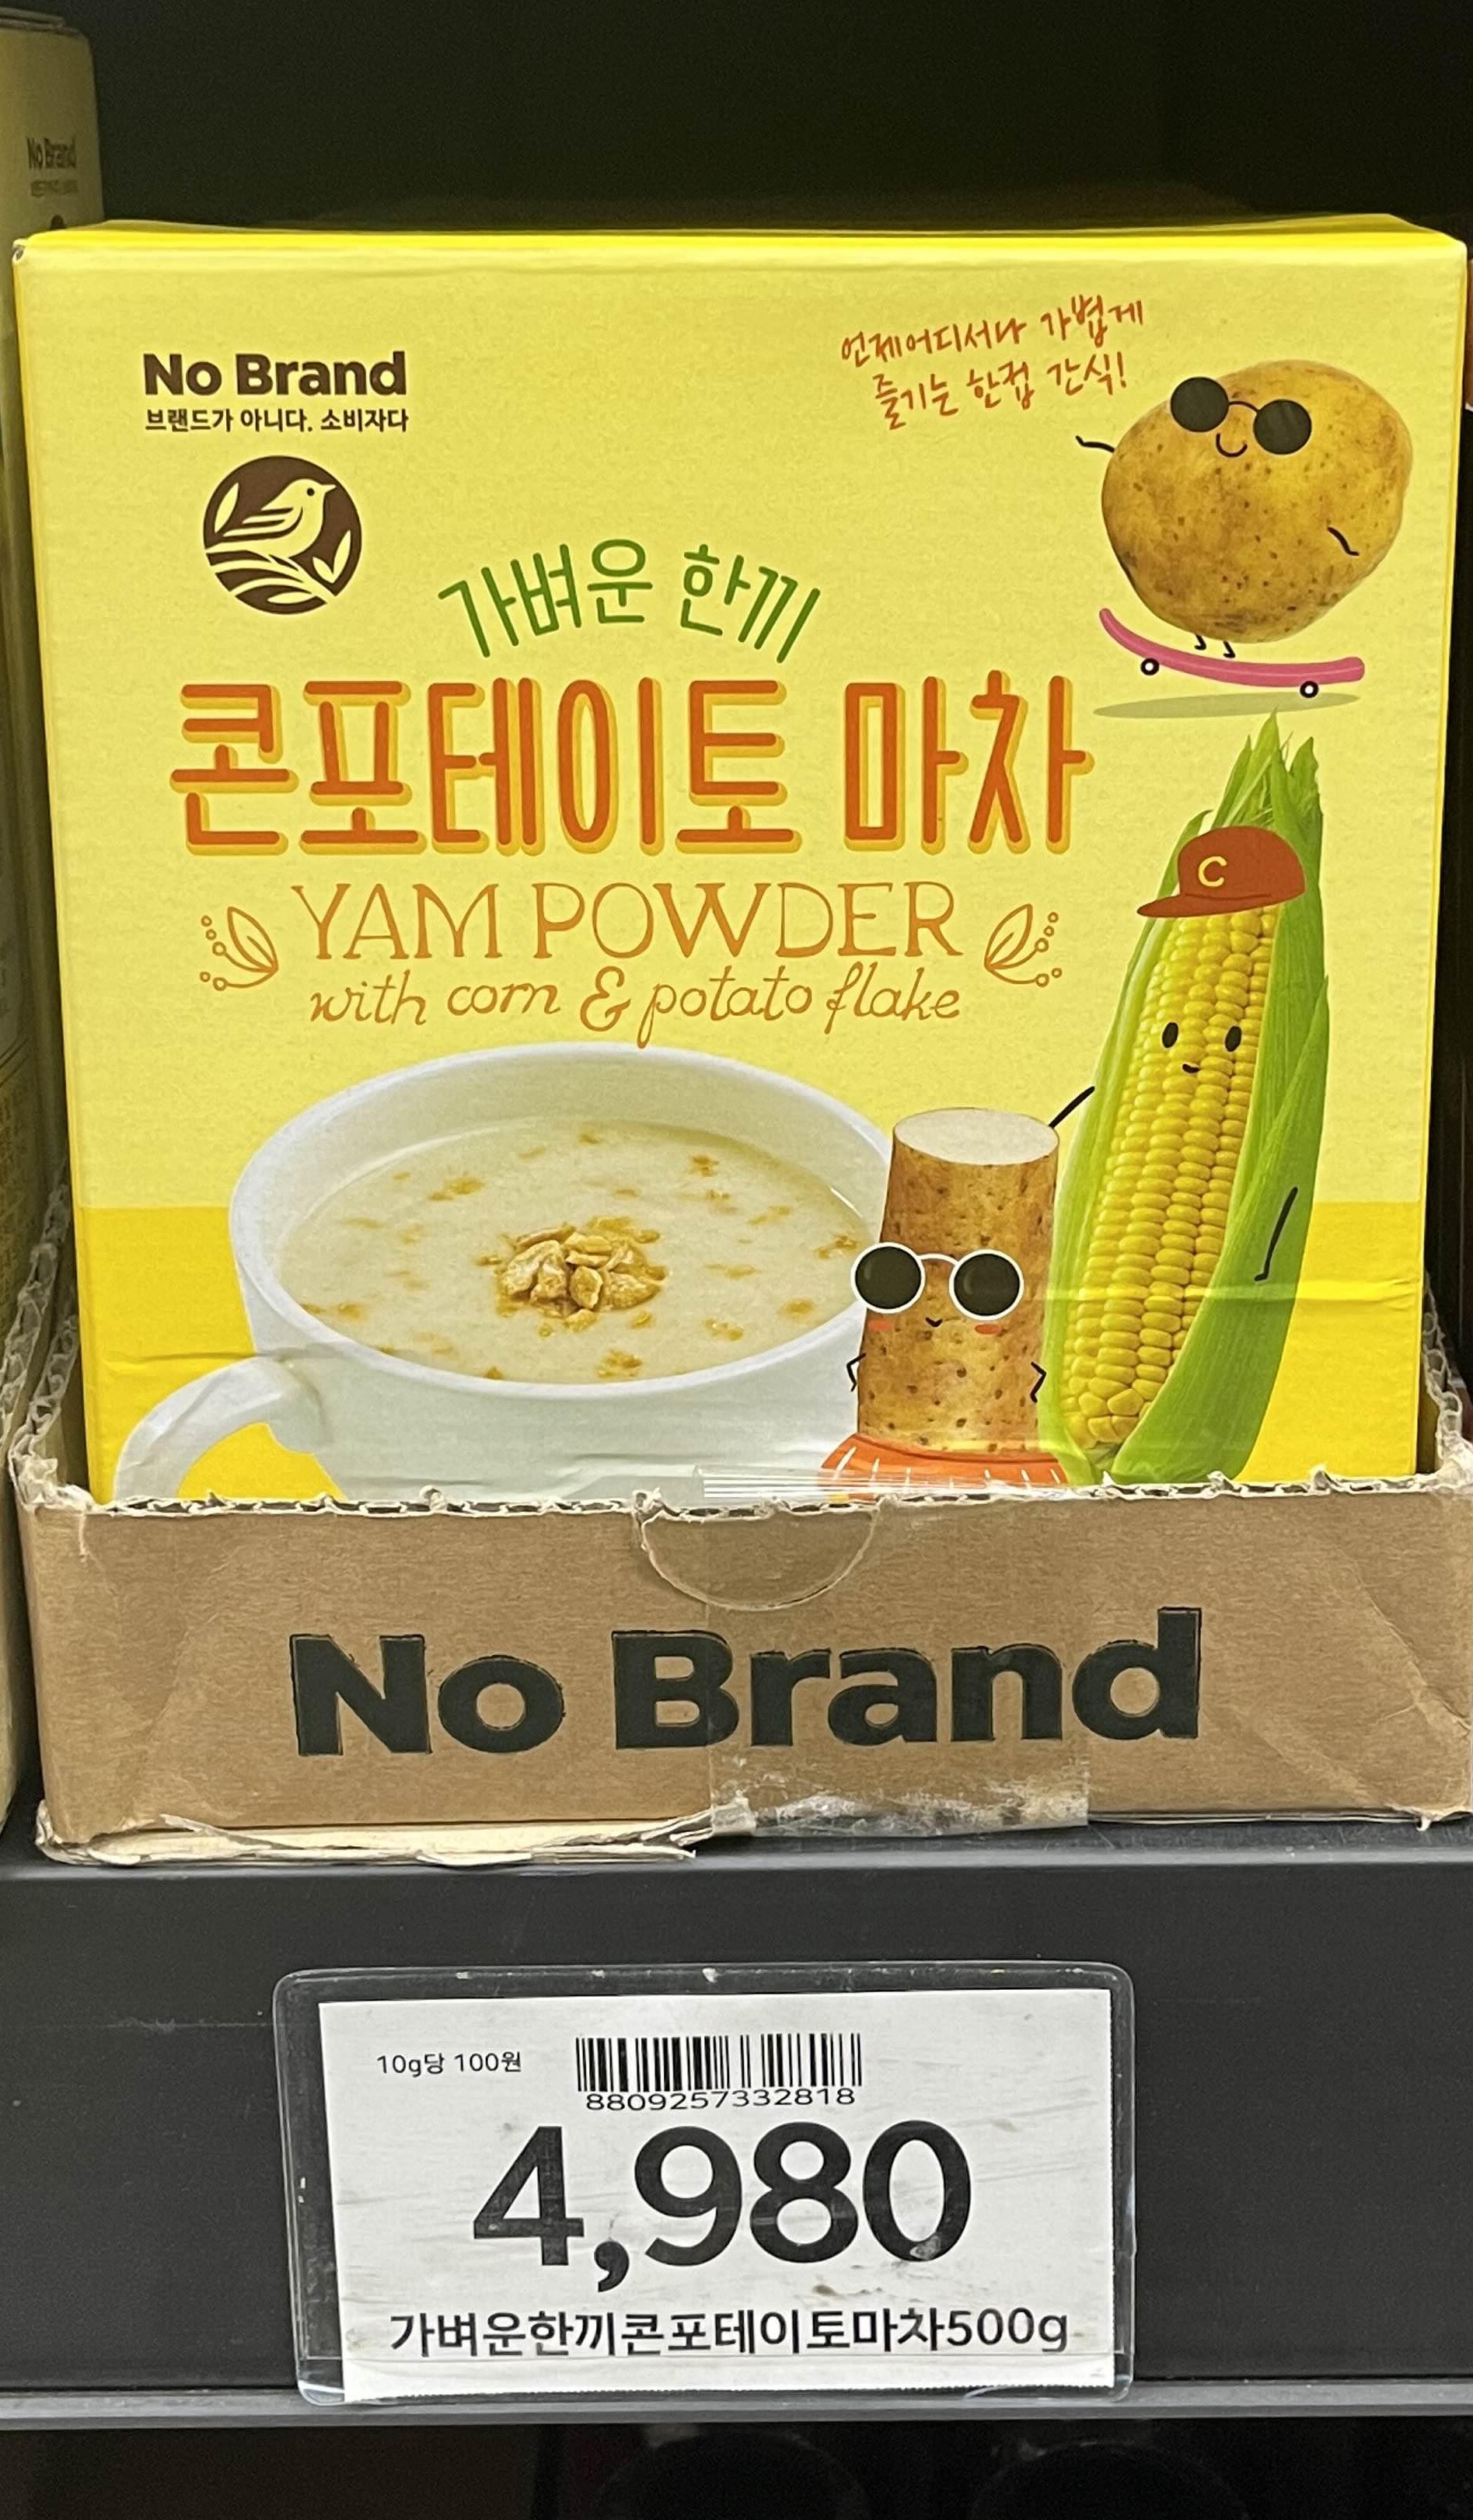 No Brand
No Brand
브랜드가 아니다. 소비자다
언제어디서나 가볍게
즐기는 한컵 간식!
가벼운 한끼
콘포테이토 마차
YAM POWDER
with corn & potato flake
C
No Brand
10g당 100원
8809257332818
4,980
가벼운한끼콘포테이토마차500g